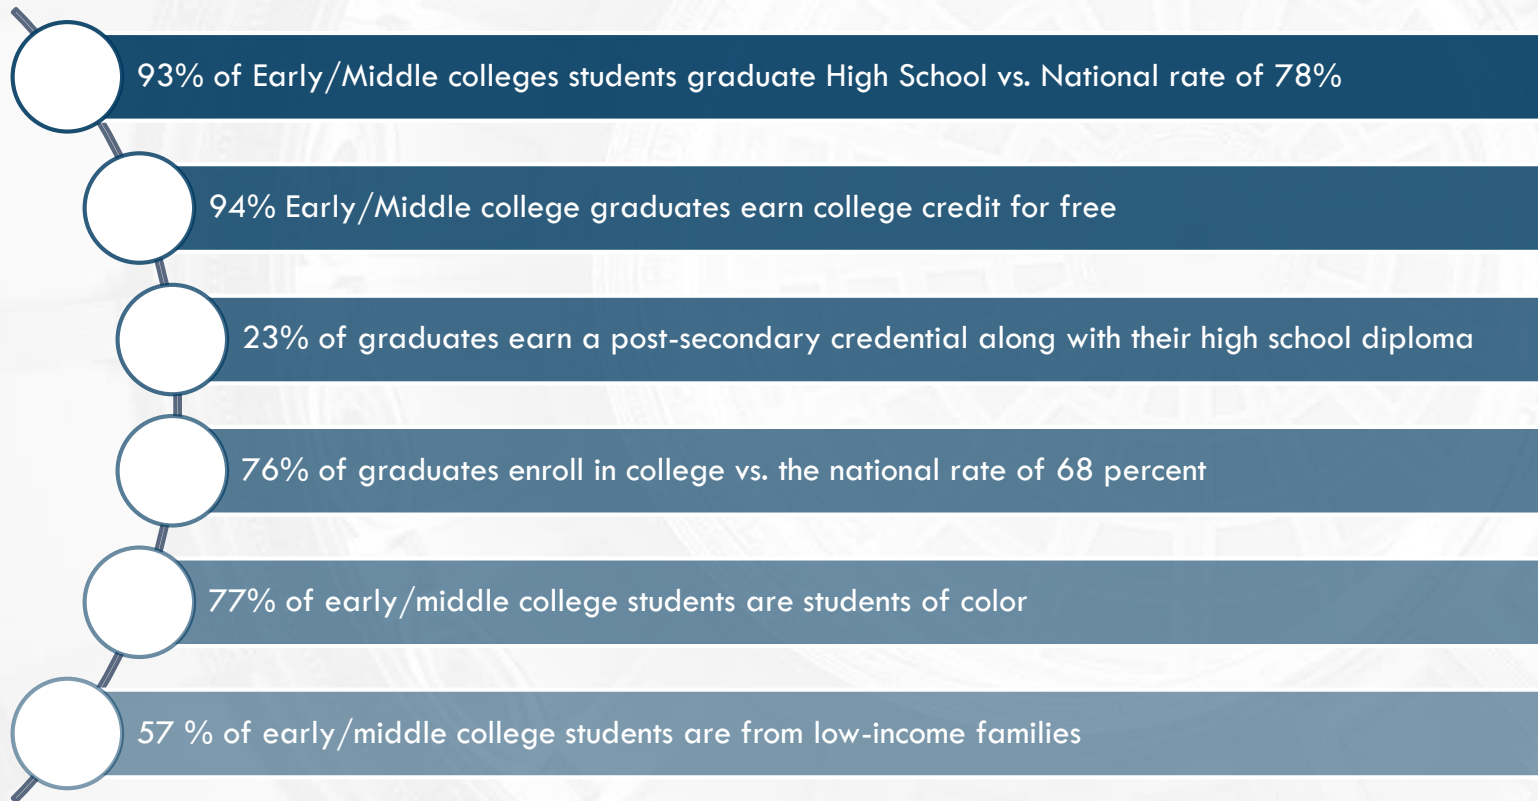 93% of Early/Middle colleges students graduate High School vs. National rate of 78%
94% Early/Middle college graduates earn college credit for free
23% of graduates earn a post-secondary credential along with their high school diploma
76% of graduates enroll in college vs. the national rate of 68 percent
77% of early/middle college students are students of color
57 % of early/middle college students are from low-income families